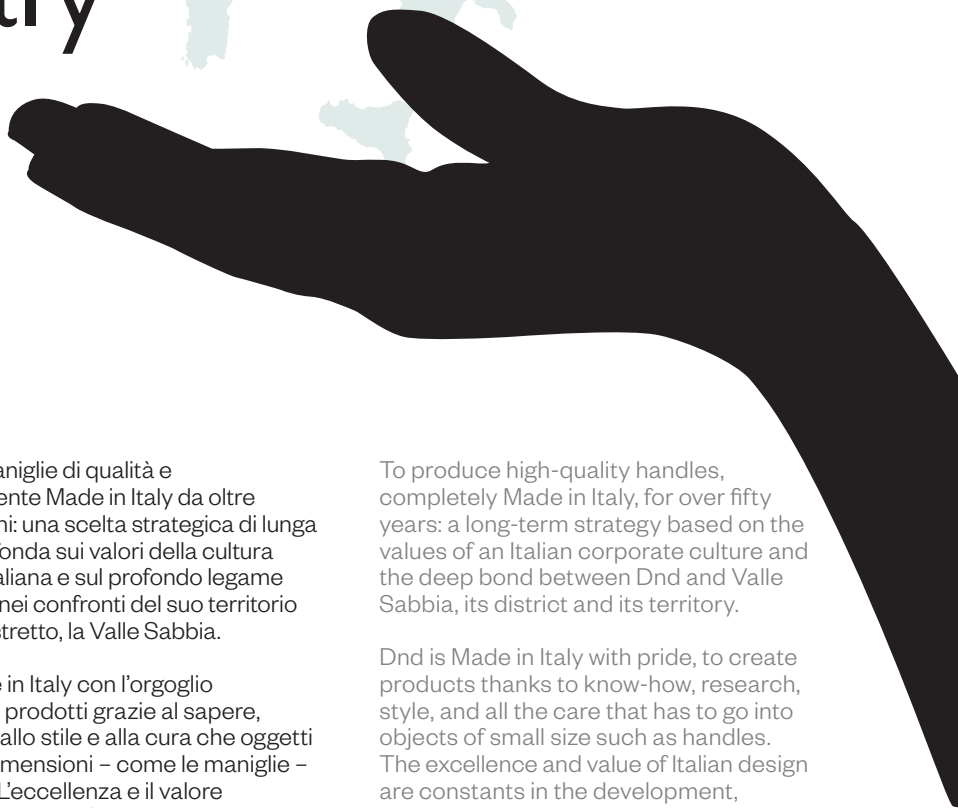 try
aniglie di qualità e
ente Made in Italy da oltre
ni: una scelta strategica di lunga
fonda sui valori della cultura
aliana e sul profondo legame
nei confronti del suo territorio
stretto, la Valle Sabbia.
e in Italy con l’orgoglio
prodotti grazie al sapere,
allo stile e alla cura che oggetti
mensioni – come le maniglie –
L’eccellenza e il valore
To produce high-quality handles,
completely Made in Italy, for over fifty
years: a long-term strategy based on the
values of an Italian corporate culture and
the deep bond between Dnd and Valle
Sabbia, its district and its territory.
Dnd is Made in Italy with pride, to create
products thanks to know-how, research,
style, and all the care that has to go into
objects of small size such as handles.
The excellence and value of Italian design
are constants in the development,